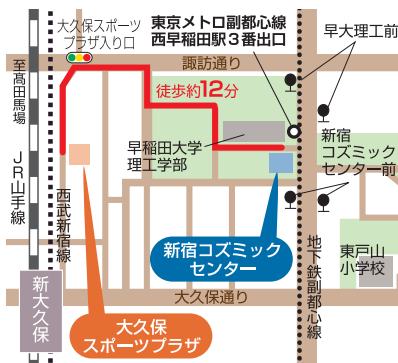 大久保スポーツ
プラザ入り口
東京メトロ副都心線
西早稲田駅3番出口
早大理工前
諏訪通り
至高田馬場
徒歩約12分
JR山手線
早稲田大学
理工学部
新宿
コズミック
センター前
西武新宿線
新宿コズミック
センター
地下鉄副都心線
東戸山
小学校
新大久保
大久保通り
大久保
スポーツプラザ